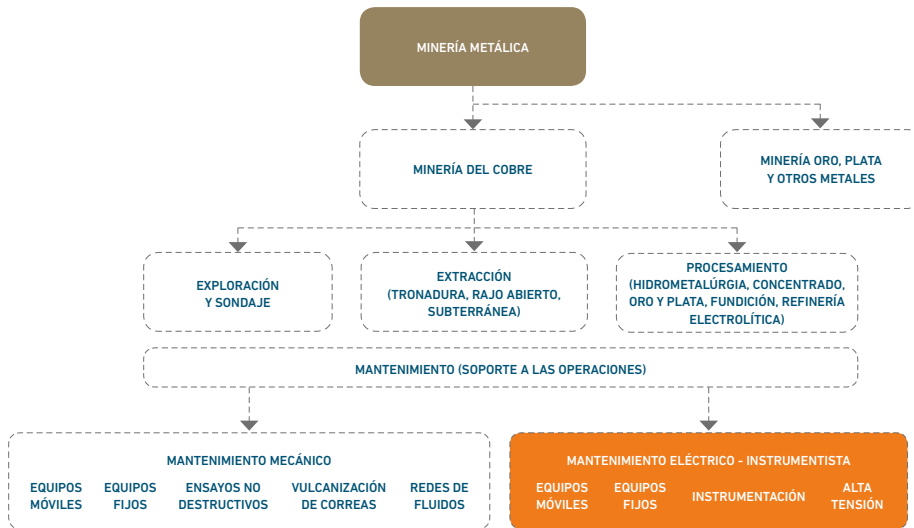 MINERÍA METÁLICA
MINERÍA DEL COBRE
MINERÍA ORO, PLATA
Y OTROS METALES
EXPLORACIÓN
Y SONDAJE
EXTRACCIÓN
(TRONADURA, RAJO ABIERTO,
SUBTERRÁNEA)
PROCESAMIENTO
(HIDROMETALÚRGIA, CONCENTRADO,
ORO Y PLATA, FUNDICIÓN, REFINERÍA
ELECTROLÍTICA)
MANTENIMIENTO (SOPORTE A LAS OPERACIONES)
MANTENIMIENTO MECÁNICO
EQUIPOS
MÓVILES
EQUIPOS
FIJOS
ENSAYOS NO
DESTRUCTIVOS
VULCANIZACIÓN
DE CORREAS
REDES DE
FLUIDOS
MANTENIMIENTO ELÉCTRICO - INSTRUMENTISTA
EQUIPOS
MÓVILES
EQUIPOS
FIJOS
INSTRUMENTACIÓN
ALTA
TENSIÓN